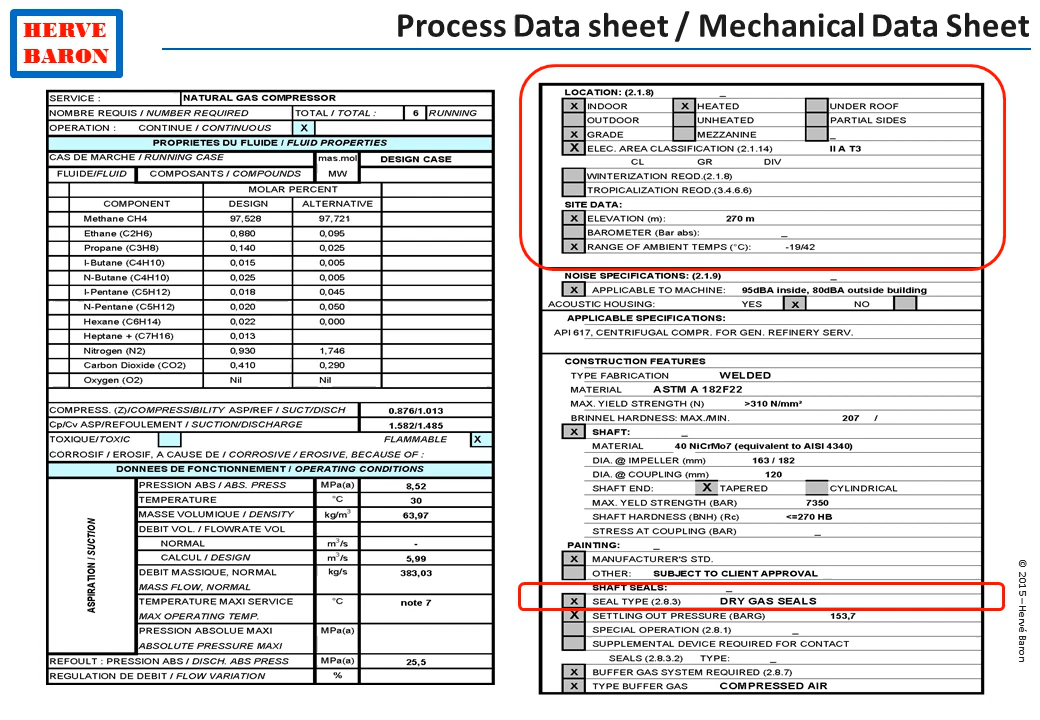 HERVE
BARON
Process Data sheet / Mechanical Data Sheet
SERVICE : NATURAL GAS COMPRESSOR
NOMBRE REQUIS / NUMBER REQUIRED TOTAL / TOTAL : 6 RUNNING
OPERATION : CONTINUE / CONTINUOUS X
PROPRIETES DU FLUIDE / FLUID PROPERTIES
CAS DE MARCHE / RUNNING CASE mas.mol DESIGN CASE
FLUIDE/FLUID COMPOSANTS / COMPOUNDS MW
MOLAR PERCENT
COMPONENT DESIGN ALTERNATIVE
Methane CH4 97,528 97,721
Ethane (C2H6) 0,880 0,095
Propane (C3H8) 0,140 0,025
I-Butane (C4H10) 0,015 0,005
N-Butane (C4H10) 0,025 0,005
I-Pentane (C5H12) 0,018 0,045
N-Pentane (C5H12) 0,020 0,050
Hexane (C6H14) 0,022 0,000
Heptane + (C7H16) 0,013
Nitrogen (N2) 0,930 1,746
Carbon Dioxide (CO2) 0,410 0,290
Oxygen (O2) Nil Nil
COMPRESS. (Z)/COMPRESSIBILITY ASP/REF / SUCT/DISCH 0.876/1.013
Cp/Cv ASP/REFOULEMENT / SUCTION/DISCHARGE 1.582/1.485
TOXIQUE/TOXIC FLAMMABLE X
CORROSIF / EROSIF, A CAUSE DE / CORROSIVE / EROSIVE, BECAUSE OF :
DONNEES DE FONCTIONNEMENT / OPERATING CONDITIONS
ASPIRATION / SUCTION
PRESSION ABS / ABS. PRESS MPa(a) 8,52
TEMPERATURE °C 30
MASSE VOLUMIQUE / DENSITY kg/m³ 63,97
DEBIT VOL. / FLOWRATE VOL
NORMAL m³/s -
CALCUL / DESIGN m³/s 5,99
DEBIT MASSIQUE, NORMAL kg/s 383,03
MASS FLOW, NORMAL
TEMPERATURE MAXI SERVICE °C note 7
MAX OPERATING TEMP.
PRESSION ABSOLUE MAXI MPa(a)
ABSOLUTE PRESSURE MAXI
REFOULT : PRESSION ABS / DISCH. ABS PRESS MPa(a) 25,5
REGULATION DE DEBIT / FLOW VARIATION %
LOCATION: (2.1.8) _
X INDOOR X HEATED UNDER ROOF
OUTDOOR UNHEATED PARTIAL SIDES
X GRADE MEZZANINE _
X ELEC. AREA CLASSIFICATION (2.1.14) II A T3
CL GR DIV
WINTERIZATION REQD.(2.1.8)
TROPICALIZATION REQD.(3.4.6.6)
SITE DATA:
X ELEVATION (m): 270 m
BAROMETER (Bar abs): _
X RANGE OF AMBIENT TEMPS (°C): -19/42
NOISE SPECIFICATIONS: (2.1.9) _
X APPLICABLE TO MACHINE: 95dBA inside, 80dBA outside building
ACOUSTIC HOUSING: YES X NO
APPLICABLE SPECIFICATIONS:
API 617, CENTRIFUGAL COMPR. FOR GEN. REFINERY SERV.
CONSTRUCTION FEATURES
TYPE FABRICATION WELDED
MATERIAL ASTM A 182F22
MAX. YIELD STRENGTH (N) >310 N/mm²
BRINNEL HARDNESS: MAX./MIN. 207 /
X SHAFT: _
MATERIAL 40 NiCrMo7 (equivalent to AISI 4340)
DIA. @ IMPELLER (mm) 163 / 182
DIA. @ COUPLING (mm) 120
SHAFT END: X TAPERED CYLINDRICAL
MAX. YELD STRENGTH (BAR) 7350
SHAFT HARDNESS (BNH) (Rc) <=270 HB
STRESS AT COUPLING (BAR) _
PAINTING: _
X MANUFACTURER'S STD.
OTHER: SUBJECT TO CLIENT APPROVAL
SHAFT SEALS: _
X SEAL TYPE (2.8.3) DRY GAS SEALS
X SETTLING OUT PRESSURE (BARG) 153,7
SPECIAL OPERATION (2.8.1) _
SUPPLEMENTAL DEVICE REQUIRED FOR CONTACT
SEALS (2.8.3.2) TYPE: _
X BUFFER GAS SYSTEM REQUIRED (2.8.7)
X TYPE BUFFER GAS COMPRESSED AIR
© 2015 – Hervé Baron